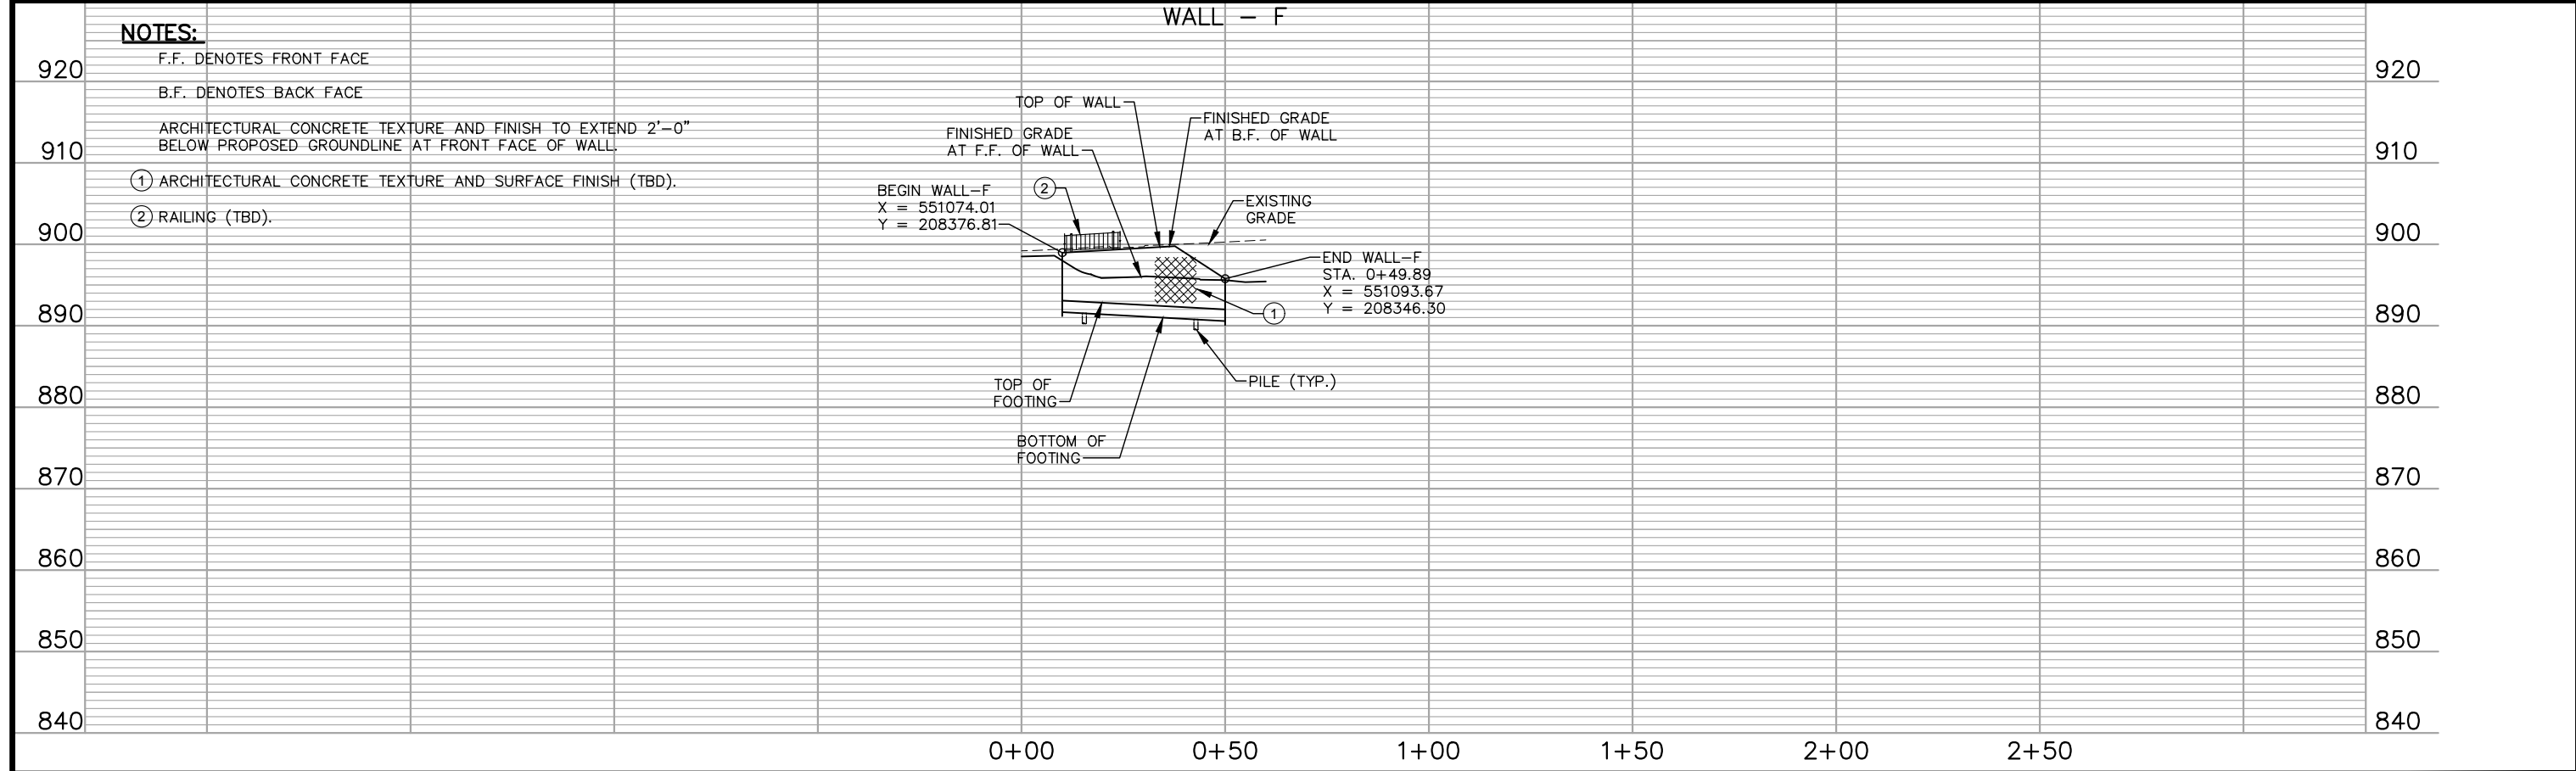 WALL – F
NOTES:
F.F. DENOTES FRONT FACE
B.F. DENOTES BACK FACE
ARCHITECTURAL CONCRETE TEXTURE AND FINISH TO EXTEND 2'–0"
BELOW PROPOSED GROUNDLINE AT FRONT FACE OF WALL.
1 ARCHITECTURAL CONCRETE TEXTURE AND SURFACE FINISH (TBD).
2 RAILING (TBD).
920
910
900
890
880
870
860
850
840
TOP OF WALL
FINISHED GRADE
AT B.F. OF WALL
FINISHED GRADE
AT F.F. OF WALL
BEGIN WALL–F
X = 551074.01
Y = 208376.81
2
EXISTING
GRADE
END WALL–F
STA. 0+49.89
X = 551093.67
Y = 208346.30
1
TOP OF
FOOTING
PILE (TYP.)
BOTTOM OF
FOOTING
920
910
900
890
880
870
860
850
840
0+00
0+50
1+00
1+50
2+00
2+50